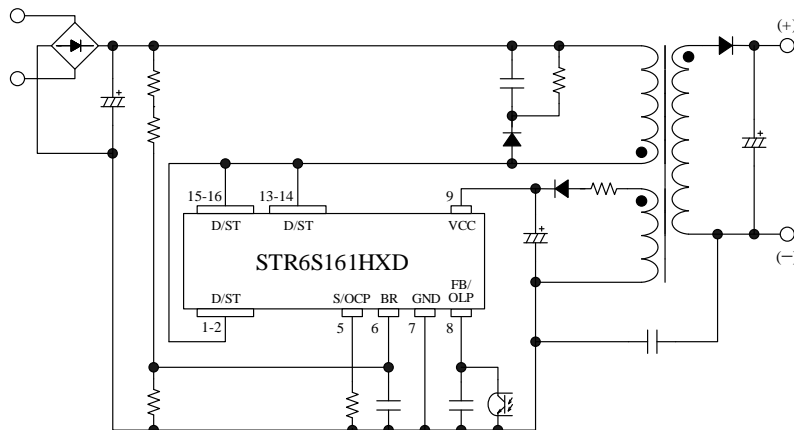 (+)
+
+
15-16
13-14
9
D/ST
D/ST
VCC
+
STR6S161HXD
(−)
D/ST
S/OCP
BR
GND
FB/
OLP
1-2
5
6
7
8